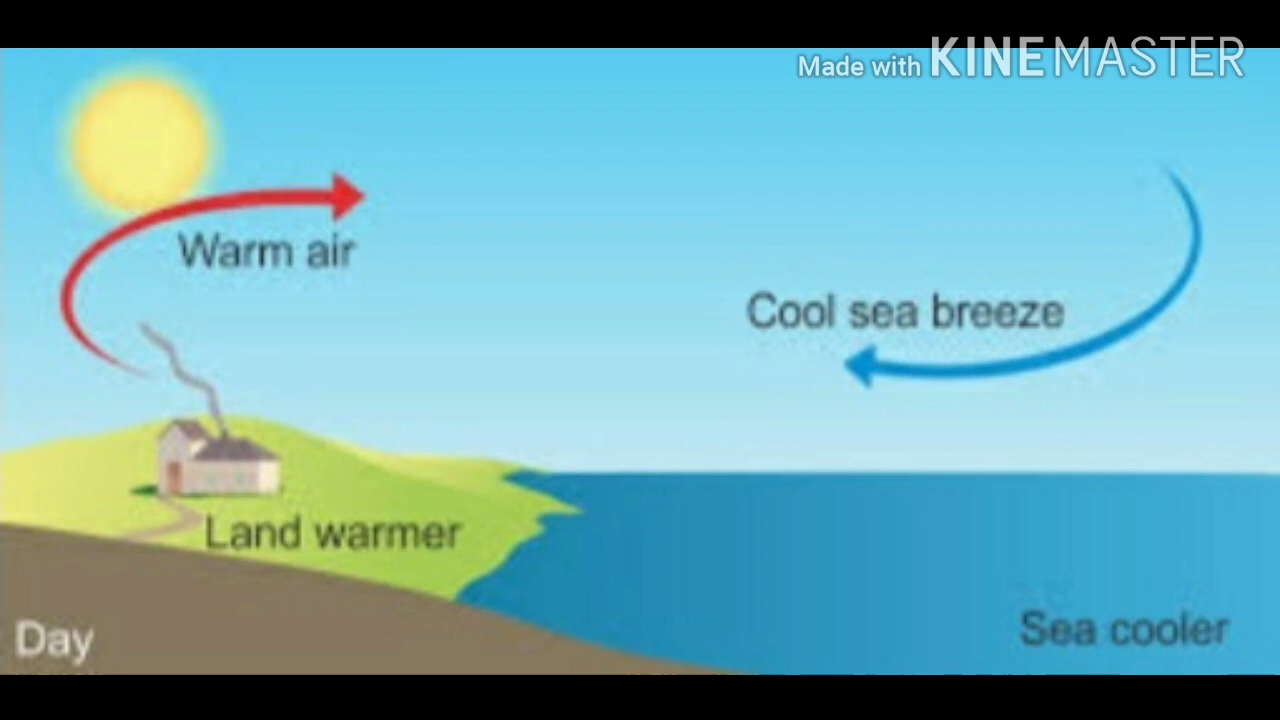 Made with KINEMASTER
Warm air
Cool sea breeze
Land warmer
Sea cooler
Day